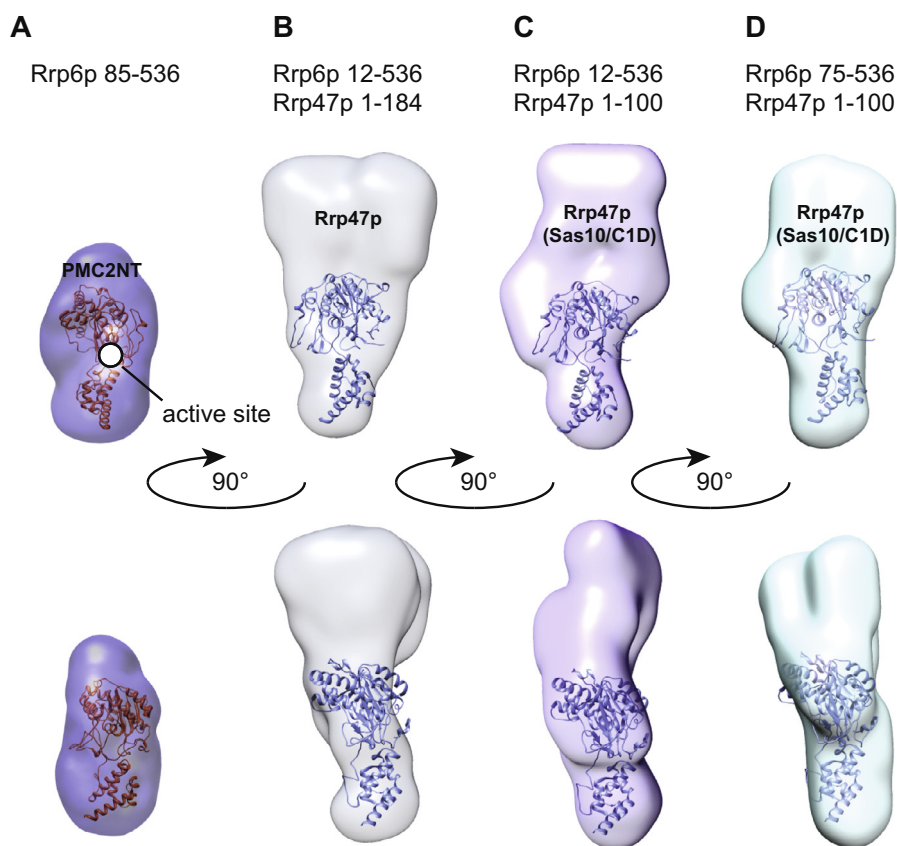 A
B
C
D
Rrp6p 85-536
Rrp6p 12-536
Rrp47p 1-184
Rrp6p 12-536
Rrp47p 1-100
Rrp6p 75-536
Rrp47p 1-100
PMC2NT
Rrp47p
Rrp47p
(Sas10/C1D)
Rrp47p
(Sas10/C1D)
active site
90°
90°
90°